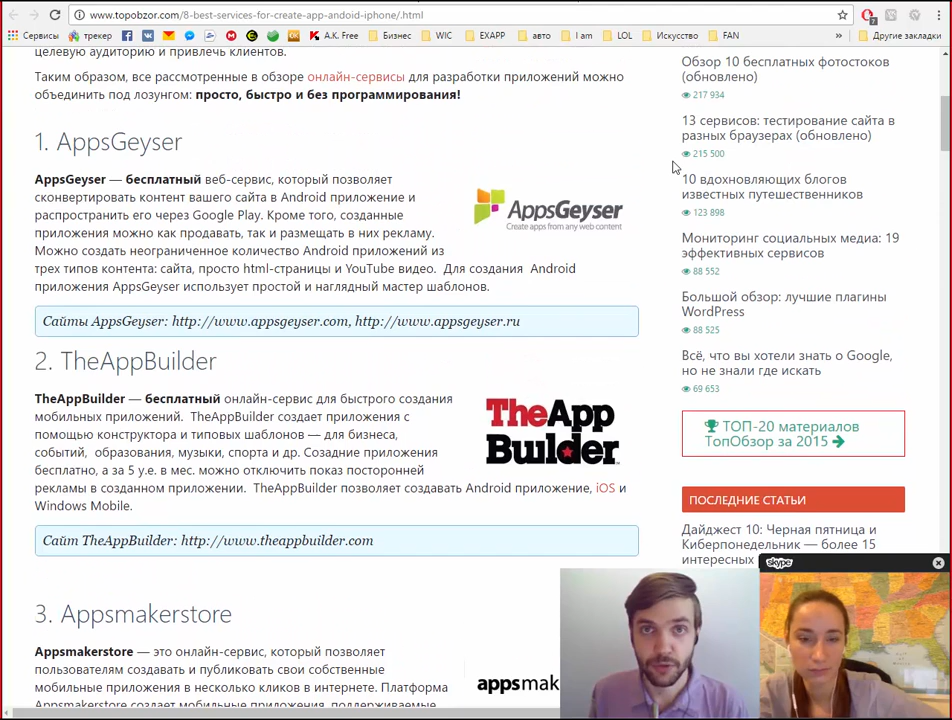 www.topobzor.com/8-best-services-for-create-app-andoid-iphone/.html
7
Сервисы
трекер
A.K. Free
Бизнес
WIC
EXAPP
авто
I am
LOL
Искусство
FAN
»
Другие закладки
целевую аудиторию и привлечь клиентов.
Таким образом, все рассмотренные в обзоре онлайн-сервисы для разработки приложений можно
объединить под лозунгом: просто, быстро и без программирования!
1. AppsGeyser
AppsGeyser — бесплатный веб-сервис, который позволяет
сконвертировать контент вашего сайта в Android приложение и
распространить его через Google Play. Кроме того, созданные
приложения можно как продавать, так и размещать в них рекламу.
Можно создать неограниченное количество Android приложений из
трех типов контента: сайта, просто html-страницы и YouTube видео. Для создания Android
приложения AppsGeyser использует простой и наглядный мастер шаблонов.
AppsGeyser
Create apps from any web content
Сайты AppsGeyser: http://www.appsgeyser.com, http://www.appsgeyser.ru
2. TheAppBuilder
TheAppBuilder — бесплатный онлайн-сервис для быстрого создания
мобильных приложений. TheAppBuilder создает приложения с
помощью конструктора и типовых шаблонов — для бизнеса,
событий, образования, музыки, спорта и др. Созадние приложения
бесплатно, а за 5 у.е. в мес. можно отключить показ посторонней
рекламы в созданном приложении. TheAppBuilder позволяет создавать Android приложение, iOS и
Windows Mobile.
TheApp
Builder
Сайт TheAppBuilder: http://www.theappbuilder.com
3. Appsmakerstore
Appsmakerstore — это онлайн-сервис, который позволяет
пользователям создавать и публиковать свои собственные
мобильные приложения в несколько кликов в интернете. Платформа
Appsmakerstore создает мобильные приложения, поддерживаемые
appsmak
Обзор 10 бесплатных фотостоков
(обновлено)
217 934
13 сервисов: тестирование сайта в
разных браузерах (обновлено)
215 500
10 вдохновляющих блогов
известных путешественников
123 898
Мониторинг социальных медиа: 19
эффективных сервисов
88 552
Большой обзор: лучшие плагины
WordPress
88 525
Всё, что вы хотели знать о Google,
но не знали где искать
69 653
ТОП-20 материалов
ТопОбзор за 2015
ПОСЛЕДНИЕ СТАТЬИ
Дайджест 10: Черная пятница и
Киберпонедельник — более 15
интересных
skype